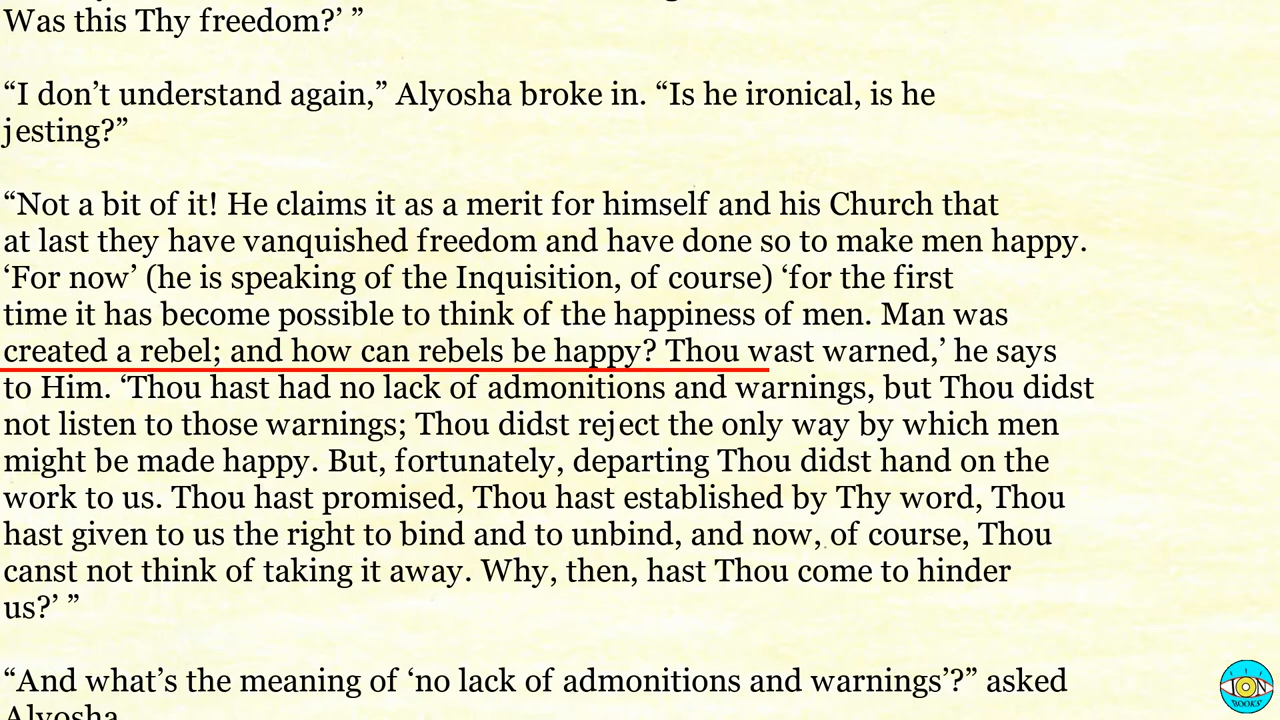 Was this Thy freedom?’ ”
“I don’t understand again,” Alyosha broke in. “Is he ironical, is he
jesting?”
“Not a bit of it! He claims it as a merit for himself and his Church that
at last they have vanquished freedom and have done so to make men happy.
‘For now’ (he is speaking of the Inquisition, of course) ‘for the first
time it has become possible to think of the happiness of men. Man was
created a rebel; and how can rebels be happy? Thou wast warned,’ he says
to Him. ‘Thou hast had no lack of admonitions and warnings, but Thou didst
not listen to those warnings; Thou didst reject the only way by which men
might be made happy. But, fortunately, departing Thou didst hand on the
work to us. Thou hast promised, Thou hast established by Thy word, Thou
hast given to us the right to bind and to unbind, and now, of course, Thou
canst not think of taking it away. Why, then, hast Thou come to hinder
us?’ ”
“And what’s the meaning of ‘no lack of admonitions and warnings’?” asked
Alyosha.
ION
BOOKS